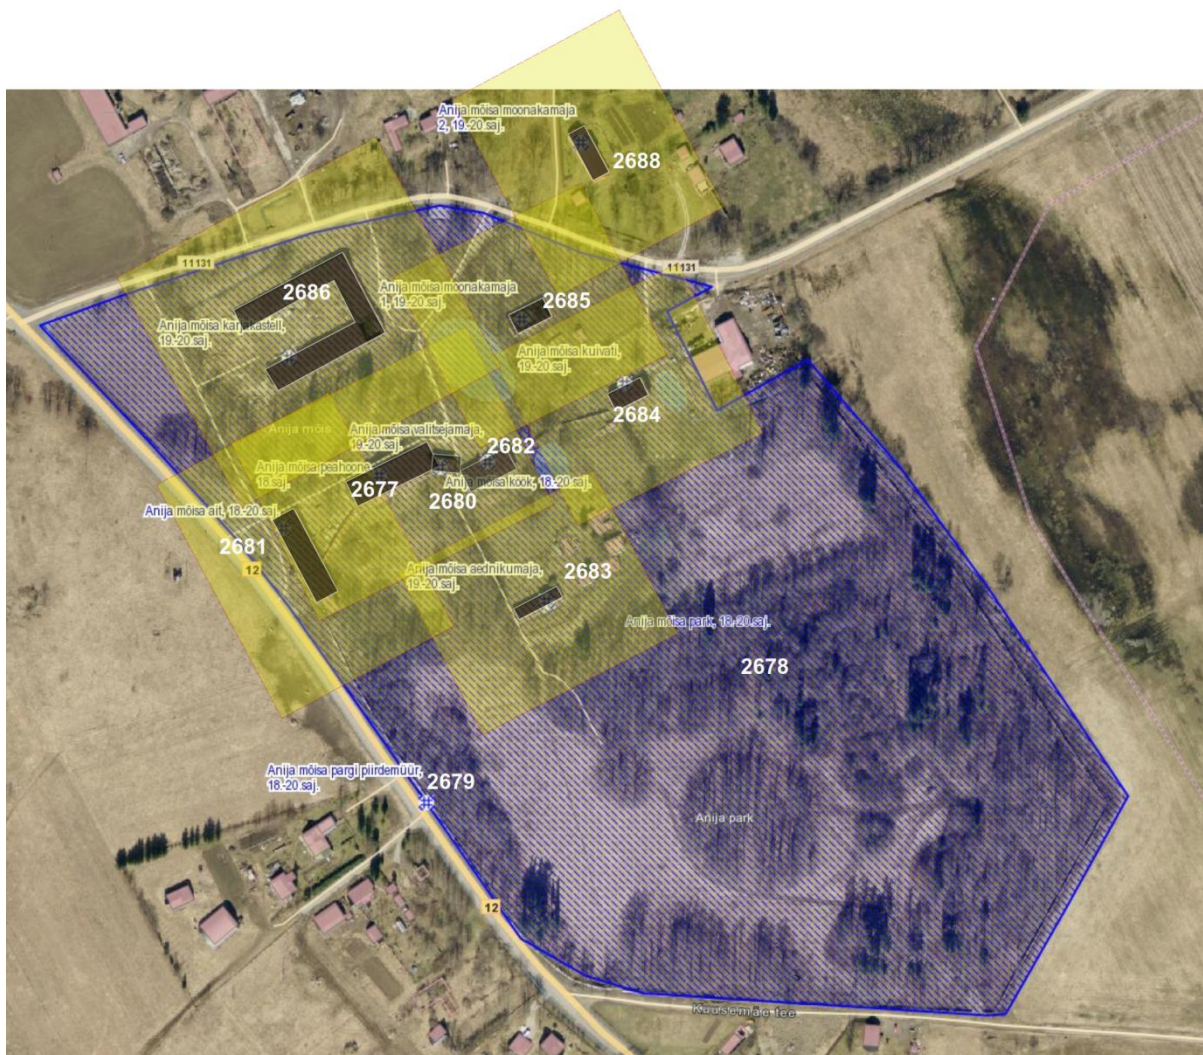 Anija mõisa moonakamaja
2, 19.-20.saj.
2688
11131
11131
2686
Anija mõisa moonakamaja
1, 19.-20.saj.
2685
Anija mõisa karjakastell,
19.-20.saj.
Anija mõisa kuivati,
19.-20.saj.
2684
Anija mõis
Anija mõisa valitsejamaja,
19.-20.saj.
2682
Anija mõisa peahoone,
18.saj.
2677
2680
Anija mõisa köök, 18.-20.saj.
Anija mõisa ait, 18.-20.saj.
2681
12
Anija mõisa aednikumaja,
19.-20.saj.
2683
Anija mõisa park, 18.-20.saj.
2678
Anija mõisa pargi piirdemüür,
18.-20.saj.
2679
Anija park
12
Kuusemäe tee